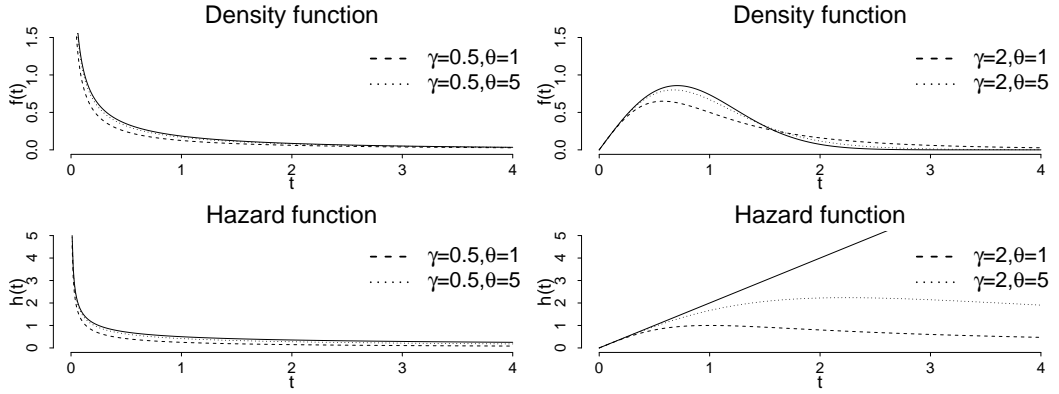 Density function
f(t)
0.0 0.5 1.0 1.5
γ=0.5,θ=1
γ=0.5,θ=5
0 1 2 3 4
t
Density function
f(t)
0.0 0.5 1.0 1.5
γ=2,θ=1
γ=2,θ=5
0 1 2 3 4
t
Hazard function
h(t)
0 1 2 3 4 5
γ=0.5,θ=1
γ=0.5,θ=5
0 1 2 3 4
t
Hazard function
h(t)
0 1 2 3 4 5
γ=2,θ=1
γ=2,θ=5
0 1 2 3 4
t